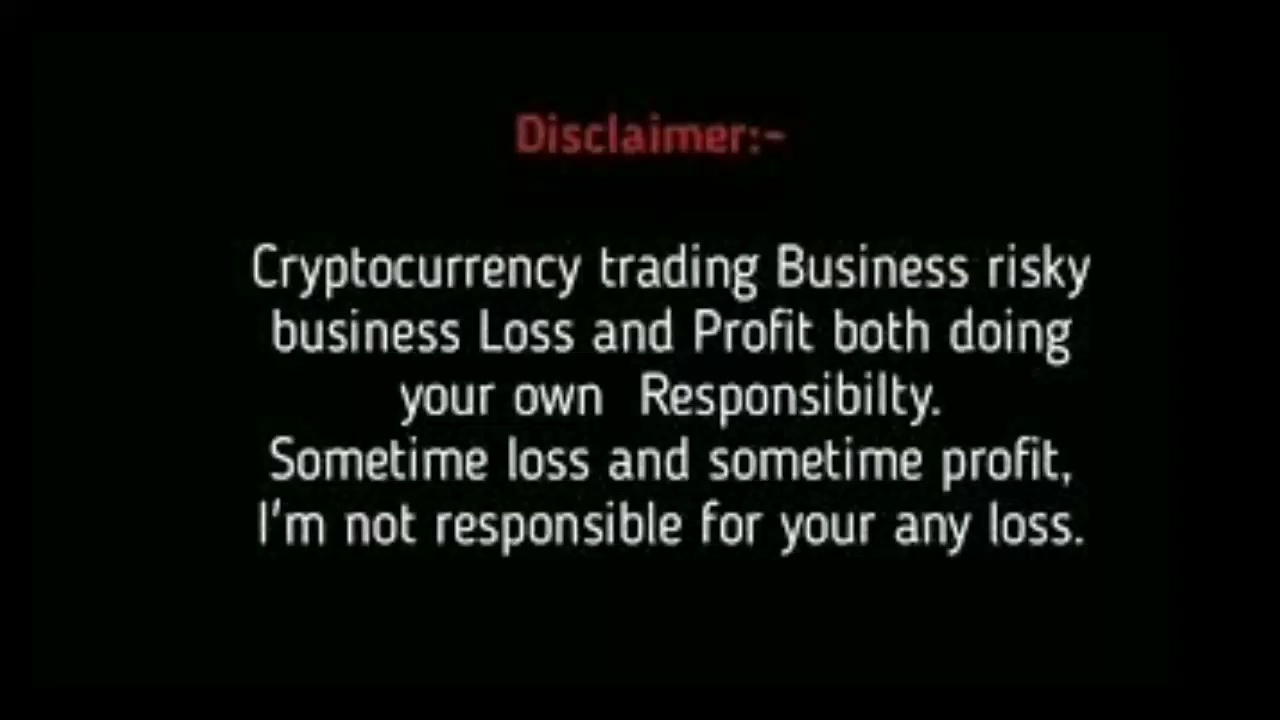 Disclaimer:-
Cryptocurrency trading Business risky
business Loss and Profit both doing
your own Responsibilty.
Sometime loss and sometime profit,
I'm not responsible for your any loss.